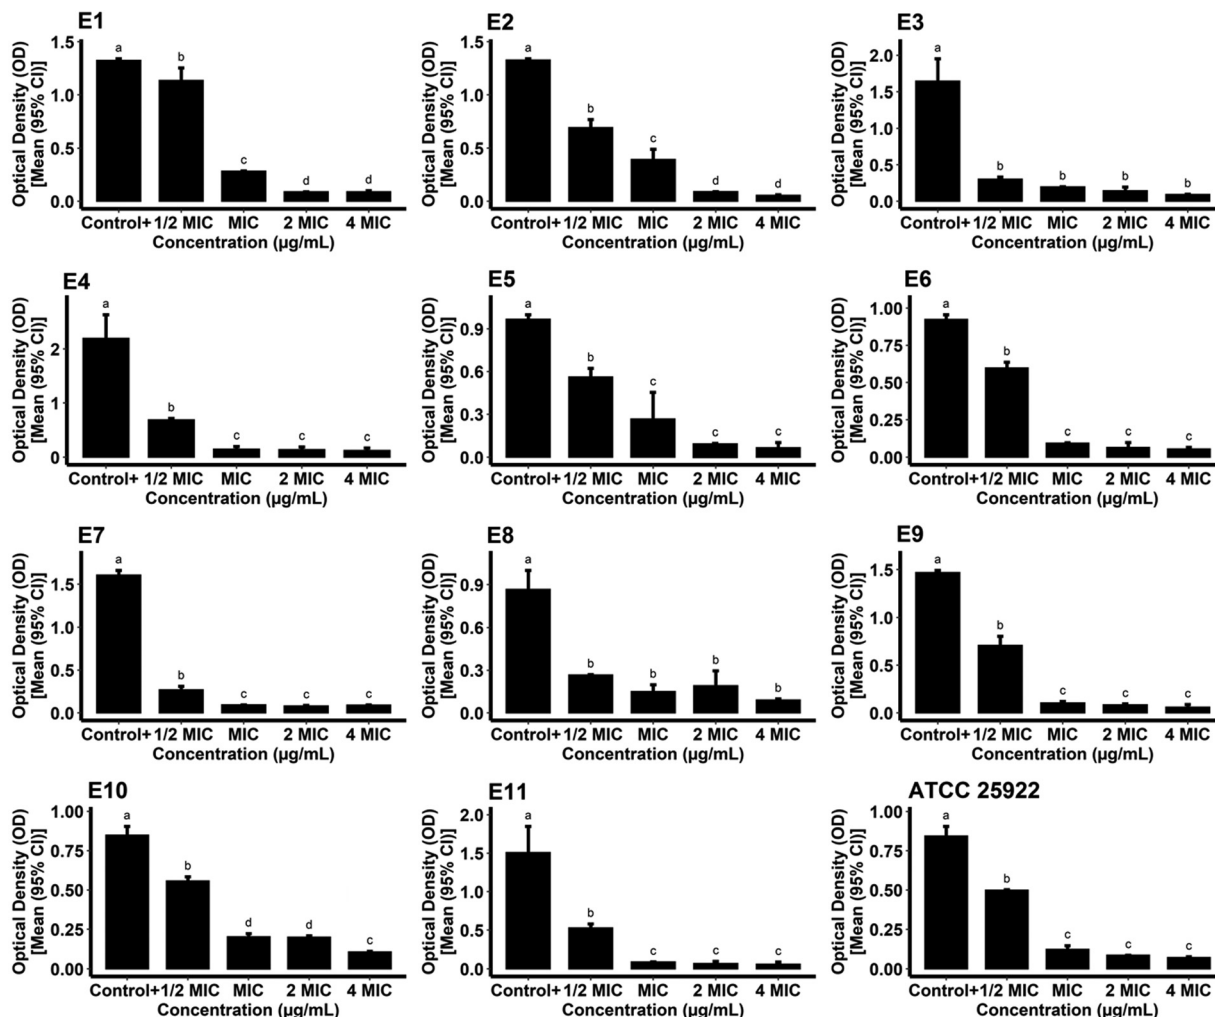 E1
Optical Density (OD)
[Mean (95% CI)]
1.5
1.0
0.5
0.0
a
b
c
d
d
Control+ 1/2 MIC MIC 2 MIC 4 MIC
Concentration (µg/mL)
E2
Optical Density (OD)
[Mean (95% CI)]
1.5
1.0
0.5
0.0
a
b
c
d
d
Control+ 1/2 MIC MIC 2 MIC 4 MIC
Concentration (µg/mL)
E3
Optical Density (OD)
[Mean (95% CI)]
2.0
1.5
1.0
0.5
0.0
a
b
b
b
b
Control+ 1/2 MIC MIC 2 MIC 4 MIC
Concentration (µg/mL)
E4
Optical Density (OD)
[Mean (95% CI)]
2
1
0
a
b
c
c
c
Control+ 1/2 MIC MIC 2 MIC 4 MIC
Concentration (µg/mL)
E5
Optical Density (OD)
[Mean (95% CI)]
0.9
0.6
0.3
0.0
a
b
c
c
c
Control+ 1/2 MIC MIC 2 MIC 4 MIC
Concentration (µg/mL)
E6
Optical Density (OD)
[Mean (95% CI)]
1.00
0.75
0.50
0.25
0.00
a
b
c
c
c
Control+ 1/2 MIC MIC 2 MIC 4 MIC
Concentration (µg/mL)
E7
Optical Density (OD)
[Mean (95% CI)]
1.5
1.0
0.5
0.0
a
b
c
c
c
Control+ 1/2 MIC MIC 2 MIC 4 MIC
Concentration (µg/mL)
E8
Optical Density (OD)
[Mean (95% CI)]
0.9
0.6
0.3
0.0
a
b
b
b
b
Control+ 1/2 MIC MIC 2 MIC 4 MIC
Concentration (µg/mL)
E9
Optical Density (OD)
[Mean (95% CI)]
1.5
1.0
0.5
0.0
a
b
c
c
c
Control+ 1/2 MIC MIC 2 MIC 4 MIC
Concentration (µg/mL)
E10
Optical Density (OD)
[Mean (95% CI)]
1.00
0.75
0.50
0.25
0.00
a
b
d
d
c
Control+ 1/2 MIC MIC 2 MIC 4 MIC
Concentration (µg/mL)
E11
Optical Density (OD)
[Mean (95% CI)]
2.0
1.5
1.0
0.5
0.0
a
b
c
c
c
Control+ 1/2 MIC MIC 2 MIC 4 MIC
Concentration (µg/mL)
ATCC 25922
Optical Density (OD)
[Mean (95% CI)]
1.00
0.75
0.50
0.25
0.00
a
b
c
c
c
Control+ 1/2 MIC MIC 2 MIC 4 MIC
Concentration (µg/mL)